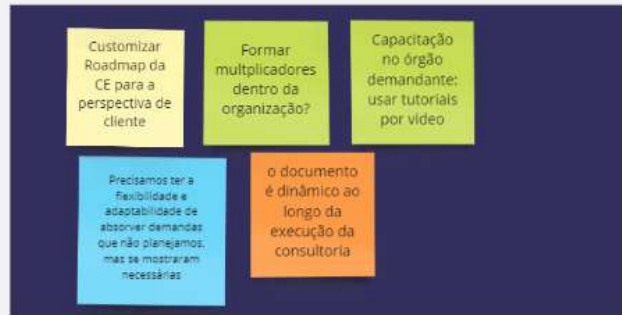 Customizar
Roadmap da
CE para a
perspectiva de
cliente
Formar
multplicadores
dentro da
organização?
Capacitação
no órgão
demandante:
usar tutoriais
por video
Precisamos ter a
flexibilidade e
adaptabilidade de
absorver demandas
que não planejamos,
mas se mostraram
necessárias
o documento
é dinâmico ao
longo da
execução da
consultoria